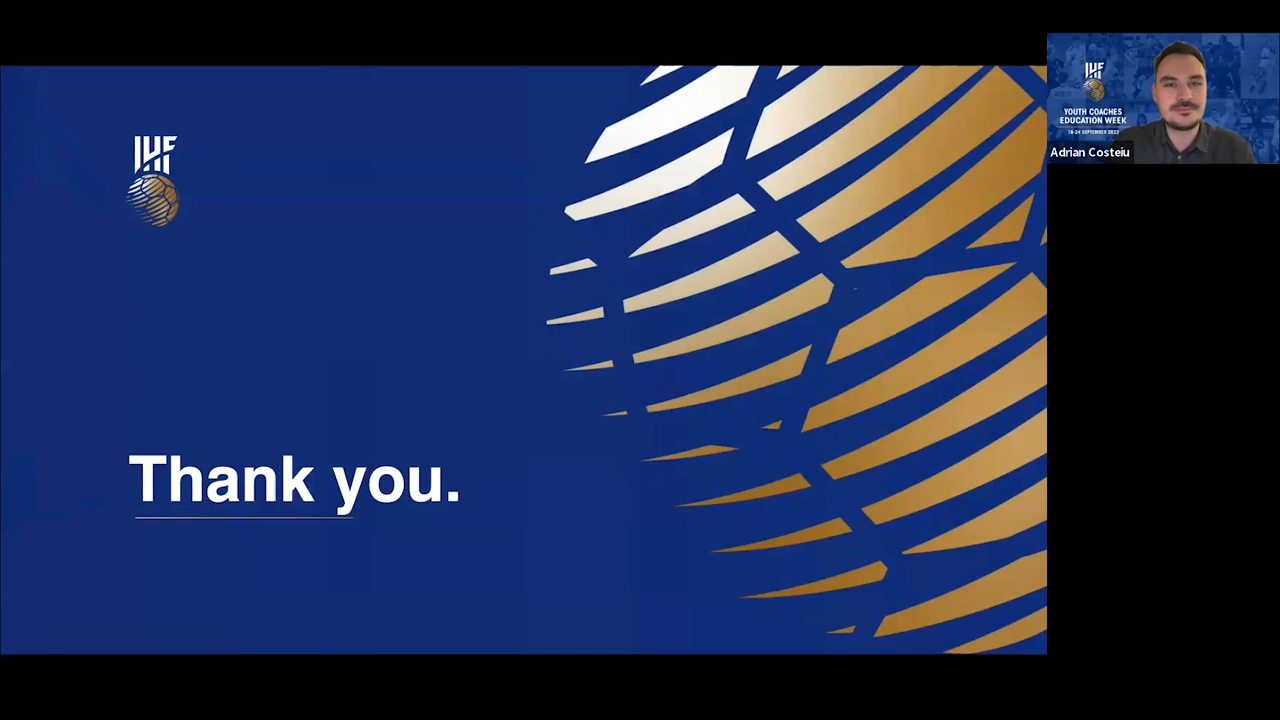 IHF
Thank you.
IHF
YOUTH COACHES
EDUCATION WEEK
Adrian Costeiu